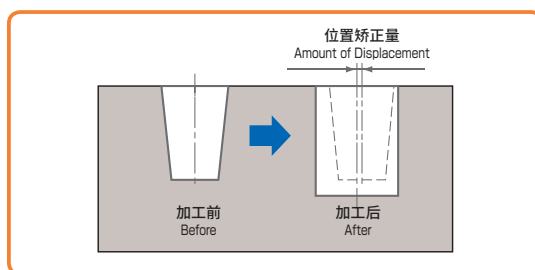 位置矫正量
Amount of Displacement
加工前
Before
加工后
After